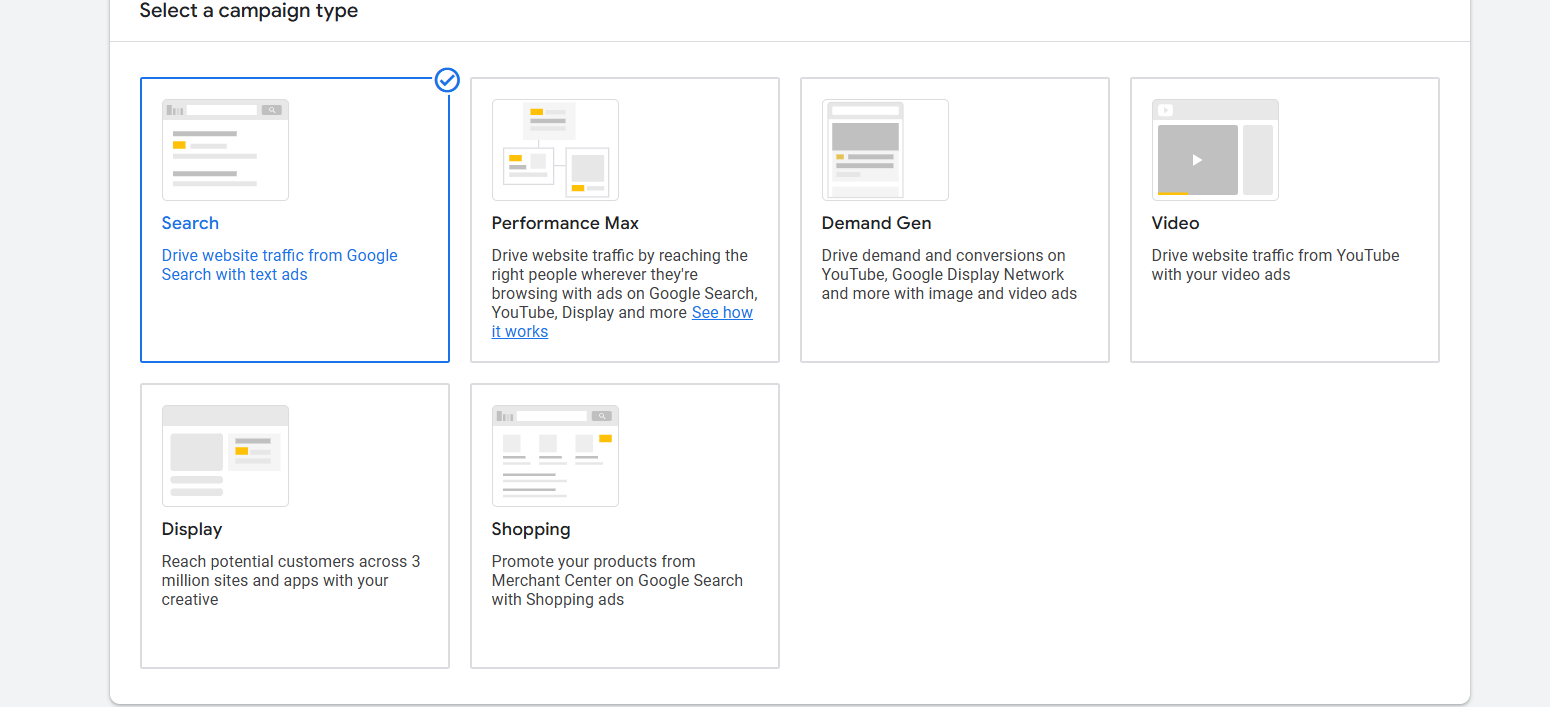 Select a campaign type
Search
Drive website traffic from Google
Search with text ads
Performance Max
Drive website traffic by reaching the
right people wherever they're
browsing with ads on Google Search,
YouTube, Display and more See how
it works
Demand Gen
Drive demand and conversions on
YouTube, Google Display Network
and more with image and video ads
Video
Drive website traffic from YouTube
with your video ads
Display
Reach potential customers across 3
million sites and apps with your
creative
Shopping
Promote your products from
Merchant Center on Google Search
with Shopping ads